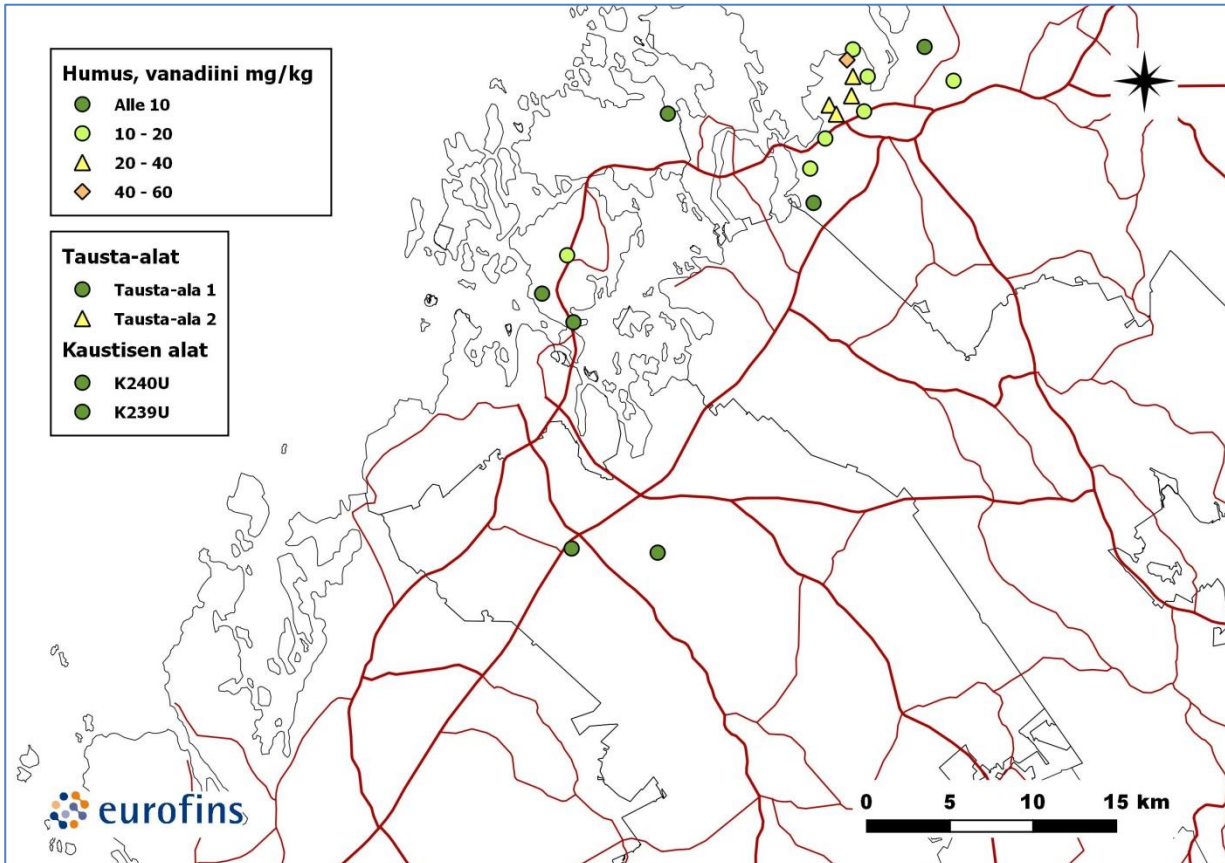 Humus, vanadiini mg/kg
Alle 10
10 - 20
20 - 40
40 - 60
Tausta-alat
Tausta-ala 1
Tausta-ala 2
Kaustisen alat
K240U
K239U
eurofins
0 5 10 15 km